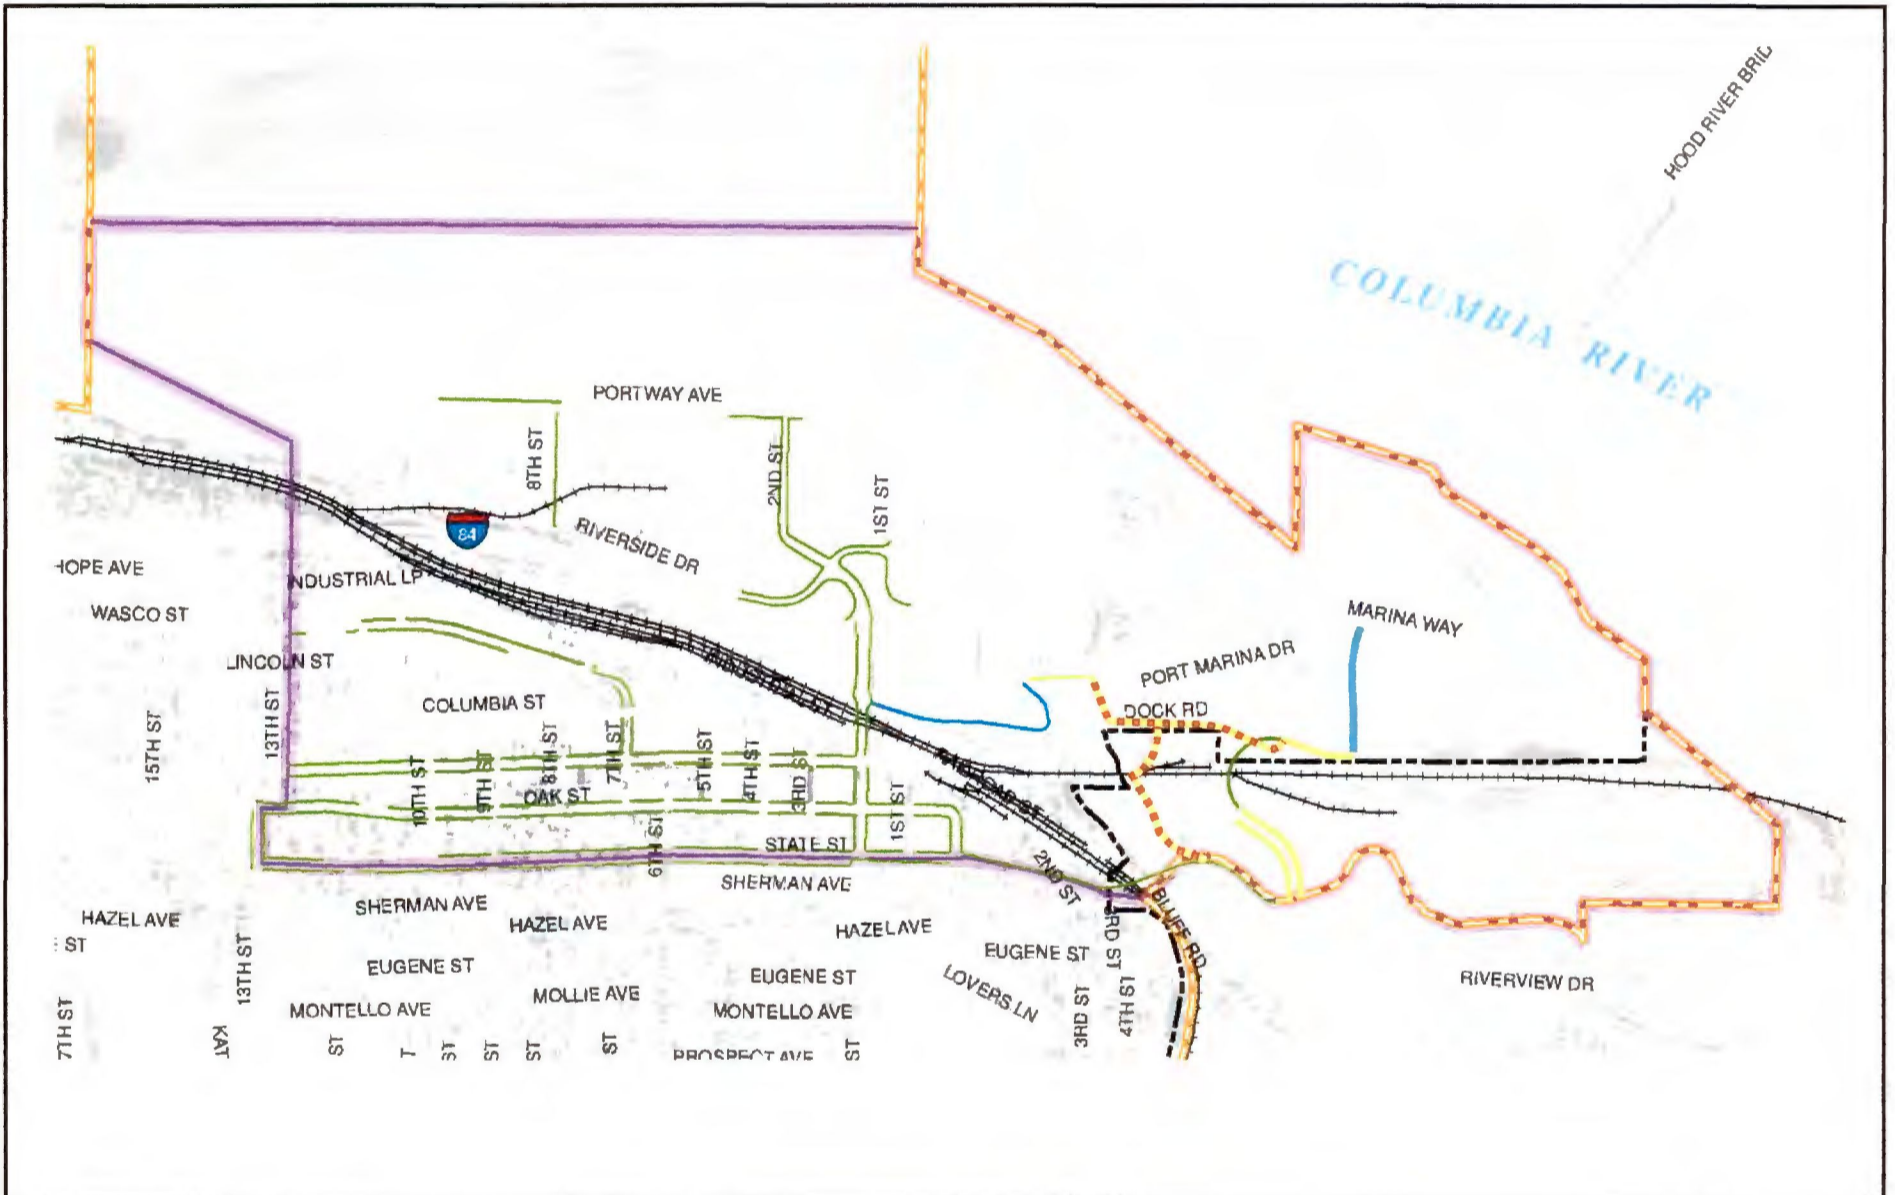 HOOD RIVER BRID
COLUMBIA RIVER
PORTWAY AVE
8TH ST
2ND ST
1ST ST
84
RIVERSIDE DR
HOPE AVE
INDUSTRIAL LP
WASCO ST
MARINA WAY
LINCOLN ST
PORT MARINA DR
COLUMBIA ST
DOCK RD
15TH ST
13TH ST
10TH ST
9TH ST
8TH ST
7TH ST
5TH ST
4TH ST
3RD ST
OAK ST
1ST ST
6TH ST
STATE ST
SHERMAN AVE
2ND ST
SHERMAN AVE
HAZEL AVE
HAZEL AVE
HAZEL AVE
BLUFF RD
3RD ST
ST
13TH ST
EUGENE ST
EUGENE ST
EUGENE ST
LOVERS LN
RIVERVIEW DR
MOLLIE AVE
MONTELLO AVE
MONTELLO AVE
3RD ST
4TH ST
7TH ST
KAT
ST
ST
ST
ST
ST
ST
PROSPECT AVE